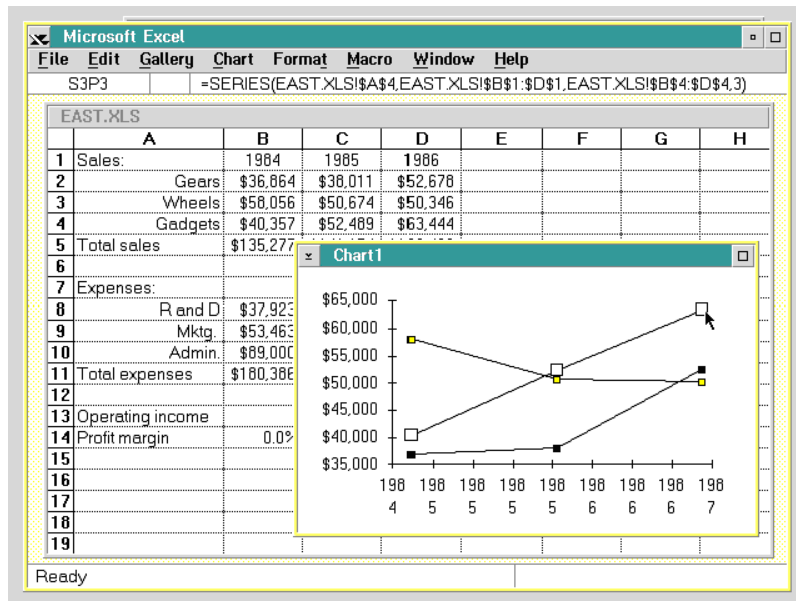 Microsoft Excel
File Edit Gallery Chart Format Macro Window Help
S3P3 =SERIES(EAST.XLS!$A$4,EAST.XLS!$B$1:$D$1,EAST.XLS!$B$4:$D$4,3)
EAST.XLS
A B C D E F G H
1 Sales: 1984 1985 1986
2 Gears $36,864 $38,011 $52,678
3 Wheels $58,056 $50,674 $50,346
4 Gadgets $40,357 $52,489 $63,444
5 Total sales $135,277
6
7 Expenses:
8 R and D $37,923
9 Mktg. $53,463
10 Admin. $89,000
11 Total expenses $180,386
12
13 Operating income
14 Profit margin 0.0%
15
16
17
18
19
Chart1
$65,000
$60,000
$55,000
$50,000
$45,000
$40,000
$35,000
198 198 198 198 198 198 198 198 198
4 5 5 5 5 6 6 6 7
Ready